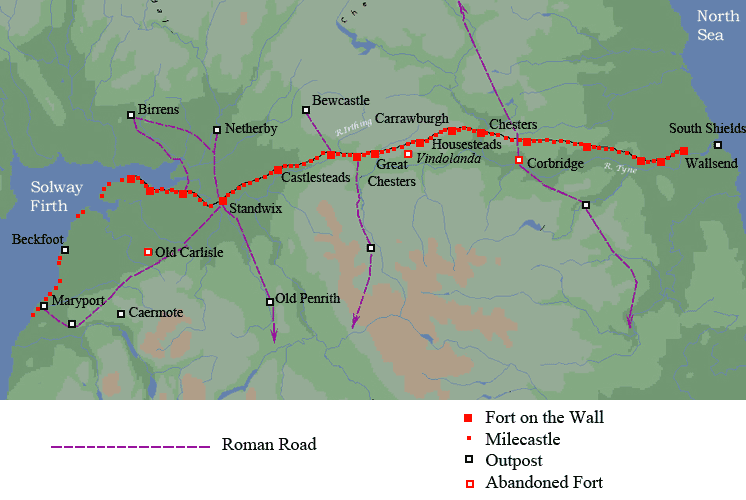 North
Sea
Che
al
Bewcastle
Birrens
Netherby
R.Irthing
Carrawburgh
Chesters
South Shields
Housesteads
Vindolanda
Great
Chesters
Corbridge
R. Tyne
Wallsend
Castlesteads
Solway
Firth
Standwix
Beckfoot
Old Carlisle
Maryport
Caermote
Old Penrith
Roman Road
Fort on the Wall
Milecastle
Outpost
Abandoned Fort